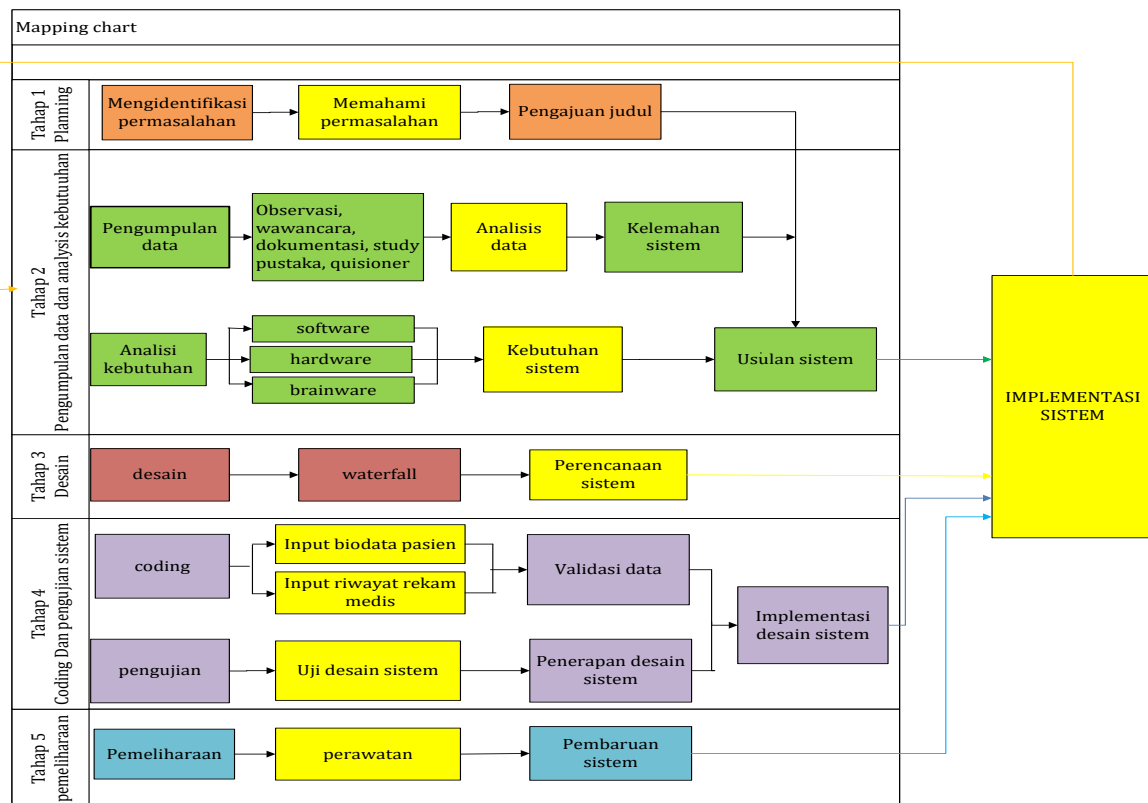 Mapping chart
Tahap 1
Planning
Mengidentifikasi
permasalahan
Memahami
permasalahan
Pengajuan judul
Tahap 2
Pengumpulan data dan analysis kebutuuhan
Pengumpulan
data
Observasi,
wawancara,
dokumentasi, study
pustaka, quisioner
Analisis
data
Kelemahan
sistem
Analisi
kebutuhan
software
hardware
brainware
Kebutuhan
sistem
Usulan sistem
IMPLEMENTASI
SISTEM
Tahap 3
Desain
desain
waterfall
Perencanaan
sistem
Tahap 4
Coding Dan pengujian sistem
coding
Input biodata pasien
Input riwayat rekam
medis
Validasi data
Implementasi
desain sistem
pengujian
Uji desain sistem
Penerapan desain
sistem
Tahap 5
pemeliharaan
Pemeliharaan
perawatan
Pembaruan
sistem